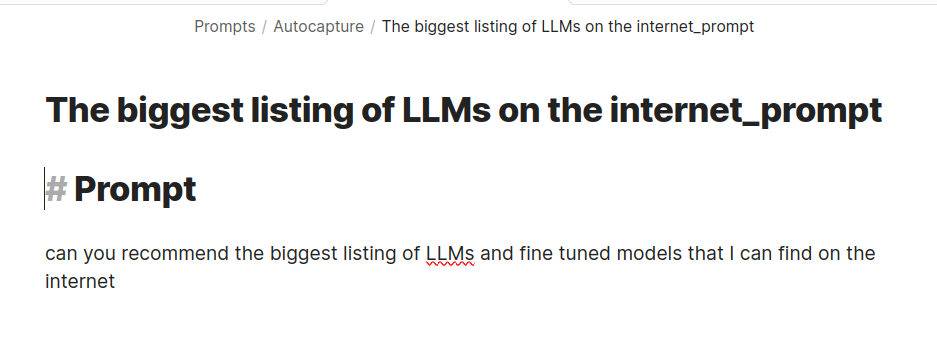 Prompts / Autocapture / The biggest listing of LLMs on the internet_prompt
The biggest listing of LLMs on the internet_prompt
# Prompt
can you recommend the biggest listing of LLMs and fine tuned models that I can find on the
internet